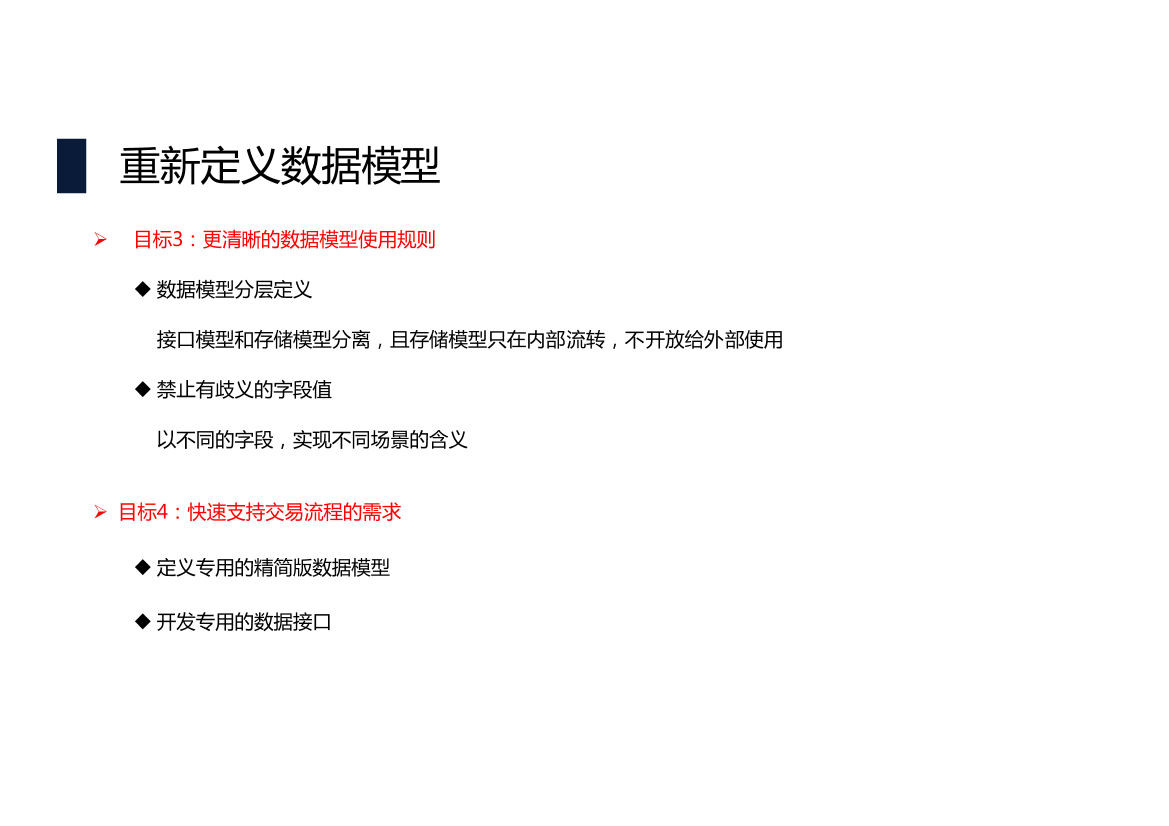 重新定义数据模型
➢ 目标3：更清晰的数据模型使用规则
◆ 数据模型分层定义
接口模型和存储模型分离，且存储模型只在内部流转，不开放给外部使用
◆ 禁止有歧义的字段值
以不同的字段，实现不同场景的含义
➢ 目标4：快速支持交易流程的需求
◆ 定义专用的精简版数据模型
◆ 开发专用的数据接口